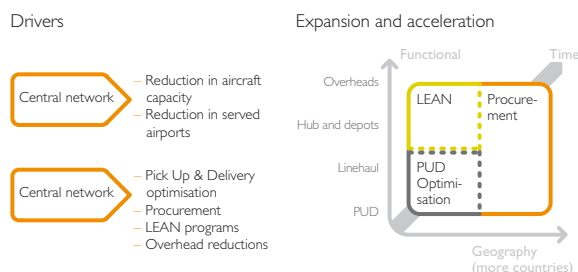 Drivers
Central network
– Reduction in aircraft
capacity
– Reduction in served
airports
Central network
– Pick Up & Delivery
optimisation
– Procurement
– LEAN programs
– Overhead reductions
Expansion and acceleration
Functional
Time
Overheads
Hub and depots
Linehaul
PUD
LEAN
Procure-
ment
PUD
Optimi-
sation
Geography
(more countries)